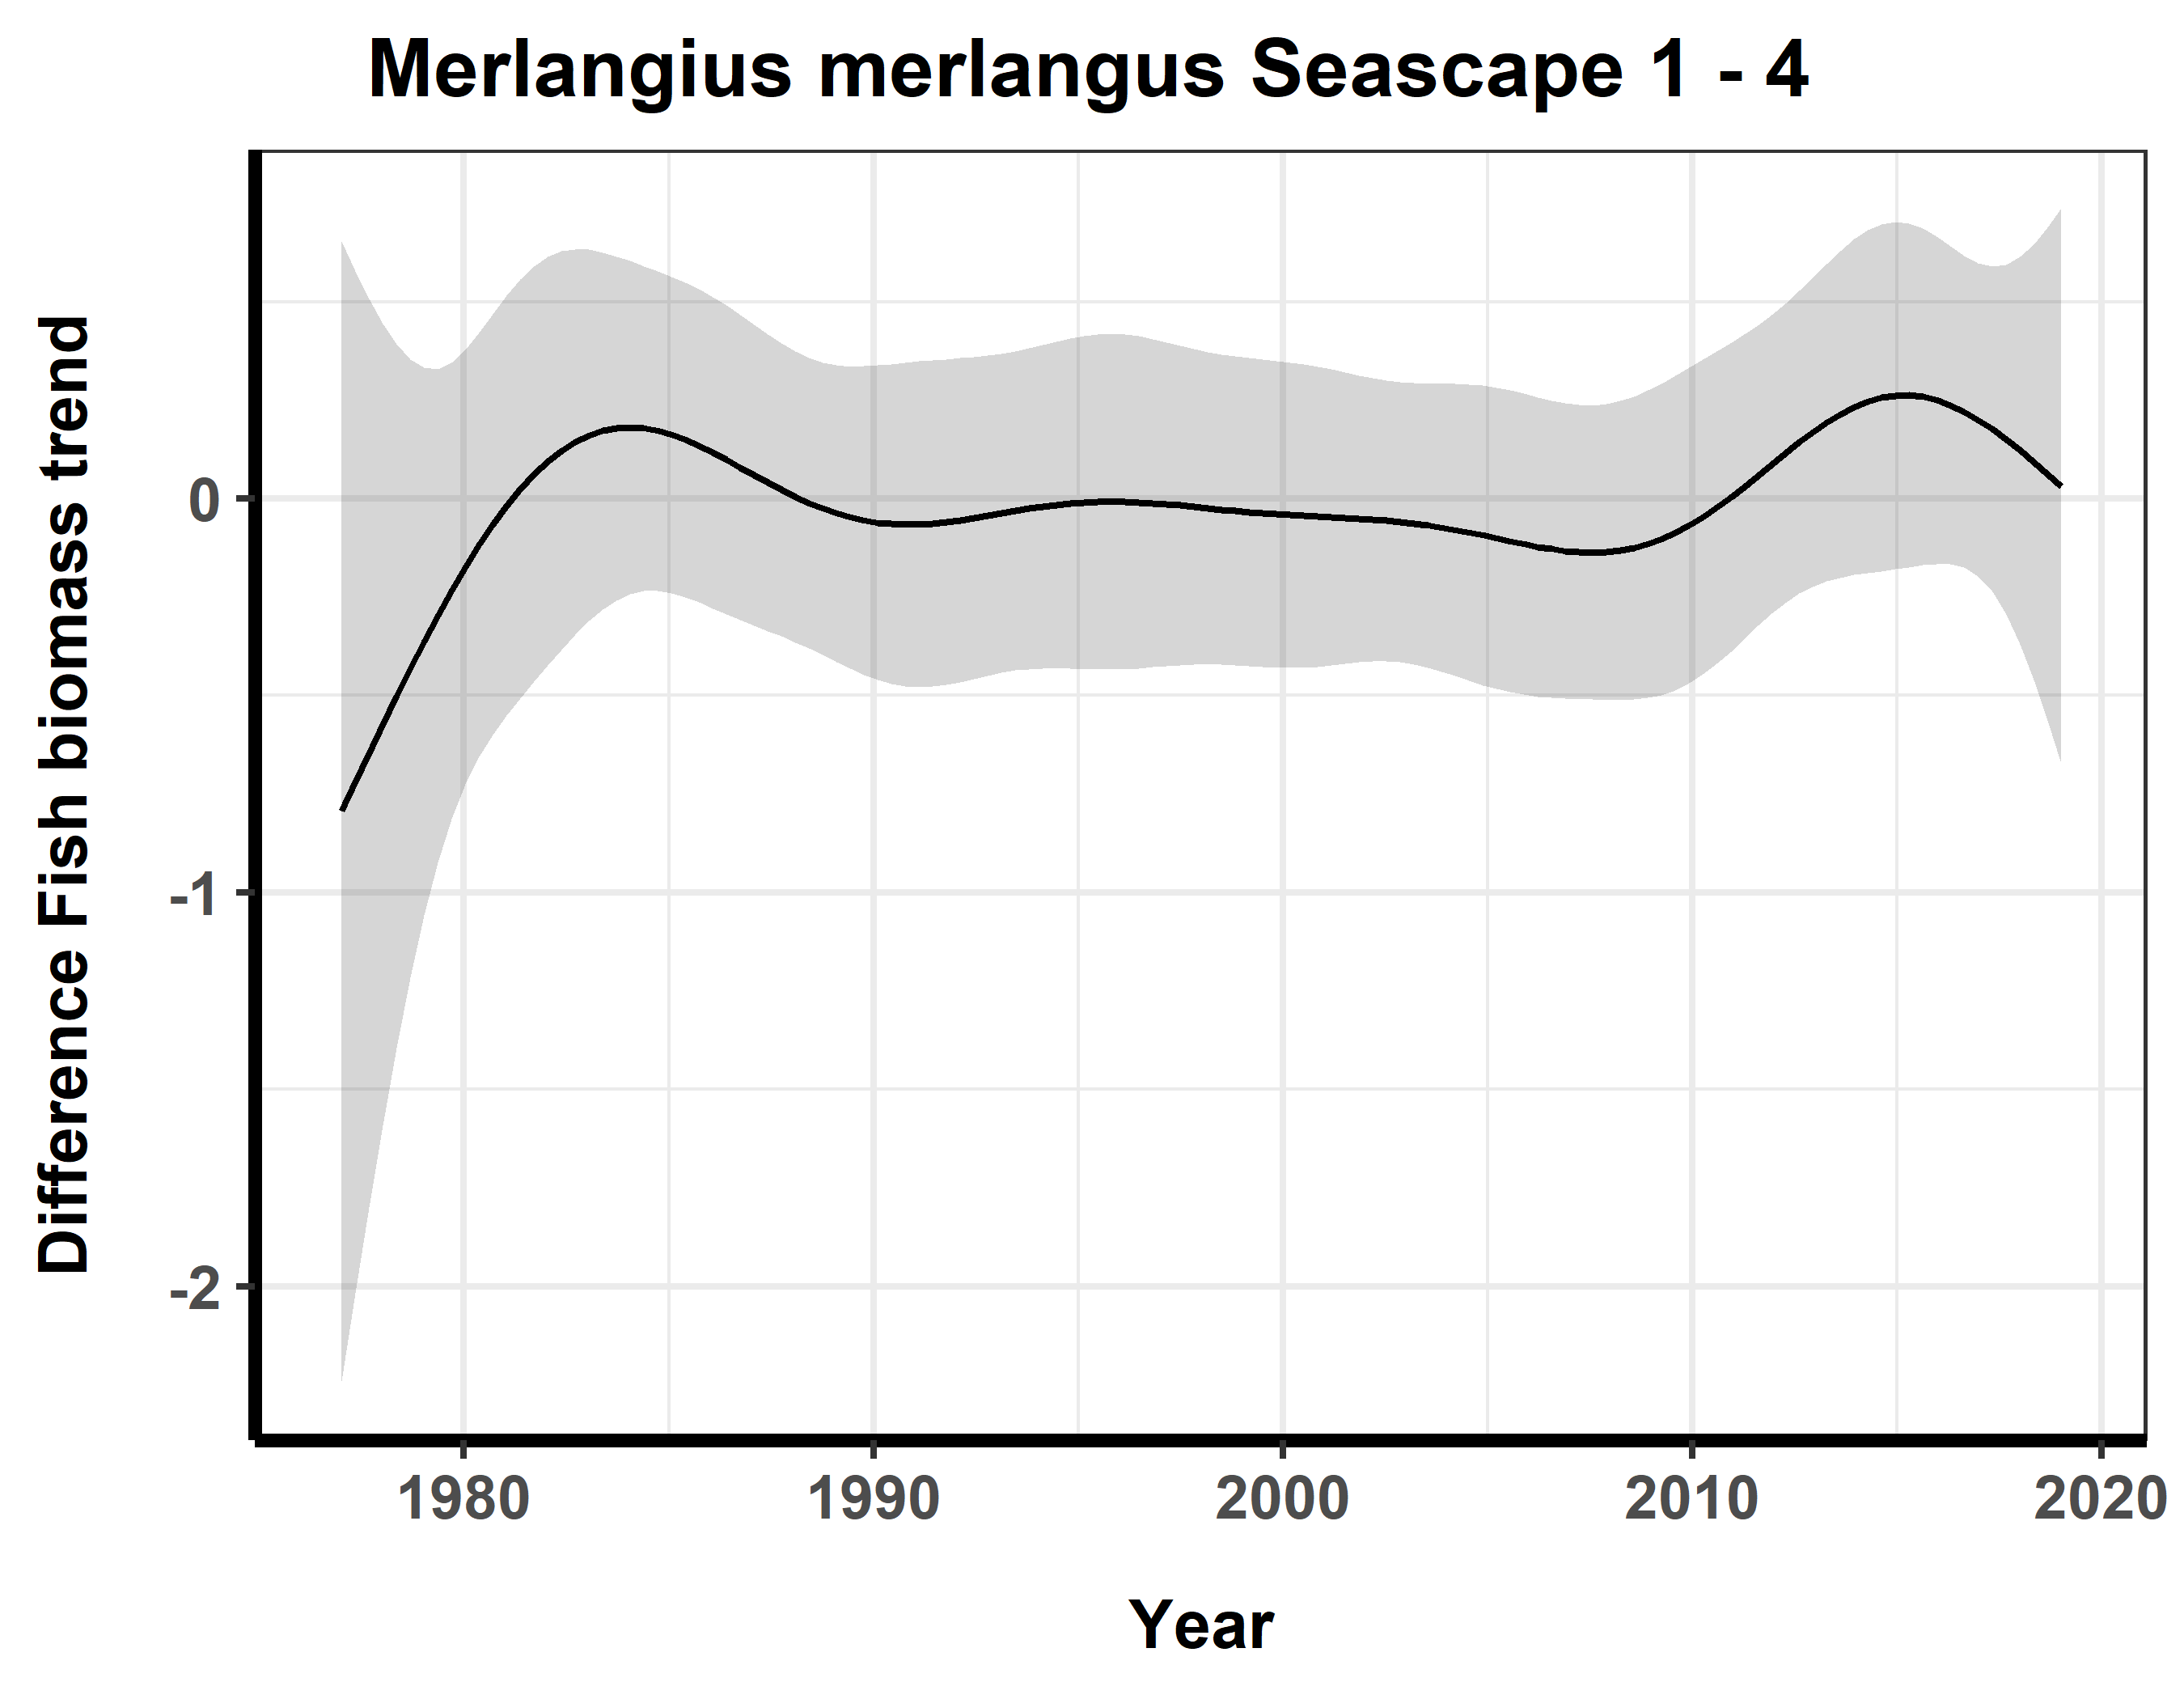 Merlangius merlangus Seascape 1 - 4
Difference Fish biomass trend
0
-1
-2
1980
1990
2000
2010
2020
Year